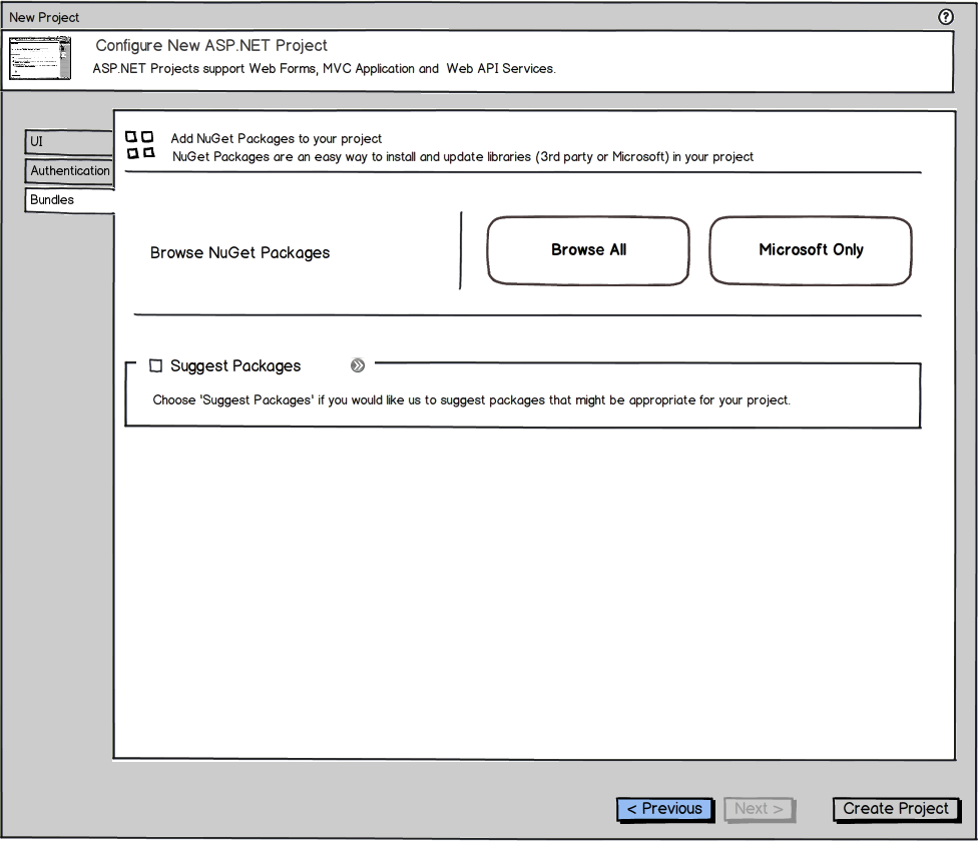 New Project
?
Configure New ASP.NET Project
ASP.NET Projects support Web Forms, MVC Application and Web API Services.
UI
Authentication
Bundles
Add NuGet Packages to your project
NuGet Packages are an easy way to install and update libraries (3rd party or Microsoft) in your project
Browse NuGet Packages
Browse All
Microsoft Only
Suggest Packages
Choose 'Suggest Packages' if you would like us to suggest packages that might be appropriate for your project.
< Previous
Next >
Create Project